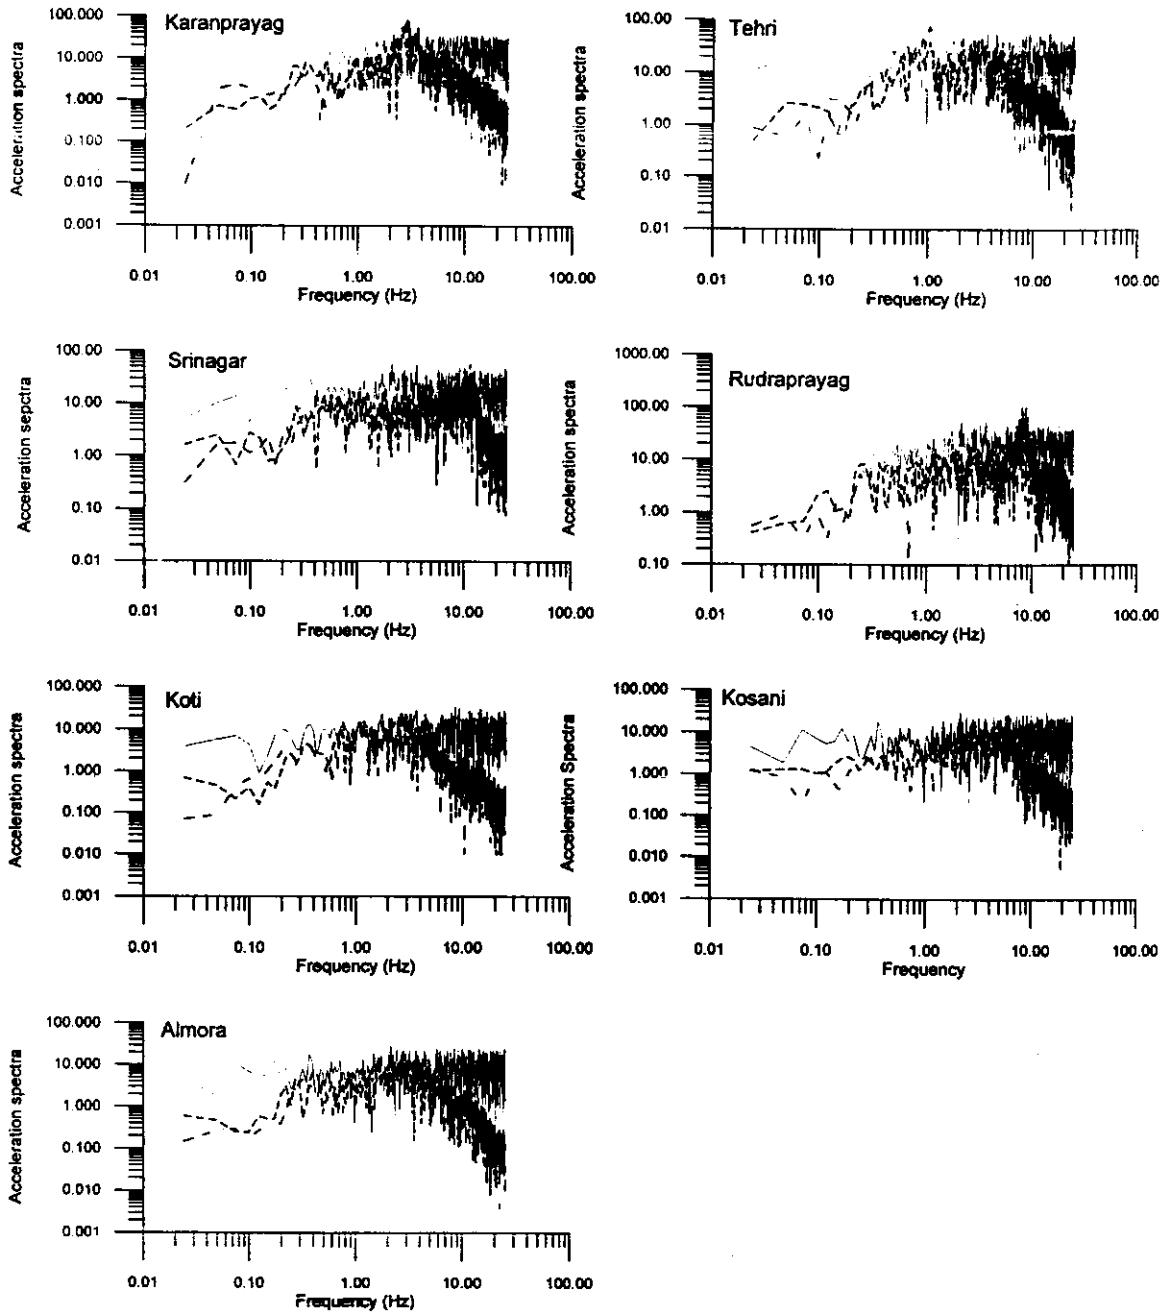 Karanprayag
Acceleration spectra
100.000
10.000
1.000
0.100
0.010
0.001
0.01 0.10 1.00 10.00 100.00
Frequency (Hz)
Tehri
Acceleration spectra
100.00
10.00
1.00
0.10
0.01
0.01 0.10 1.00 10.00 100.00
Frequency (Hz)
Srinagar
Acceleration sepctra
100.00
10.00
1.00
0.10
0.01
0.01 0.10 1.00 10.00 100.00
Frequency (Hz)
Rudraprayag
Acceleration spectra
1000.00
100.00
10.00
1.00
0.10
0.01 0.10 1.00 10.00 100.00
Frequency (Hz)
Koti
Acceleration spectra
100.000
10.000
1.000
0.100
0.010
0.001
0.01 0.10 1.00 10.00 100.00
Frequency (Hz)
Kosani
Acceleration Spectra
100.000
10.000
1.000
0.100
0.010
0.001
0.01 0.10 1.00 10.00 100.00
Frequency
Almora
Acceleration spectra
100.000
10.000
1.000
0.100
0.010
0.001
0.01 0.10 1.00 10.00 100.00
Frequency (Hz)